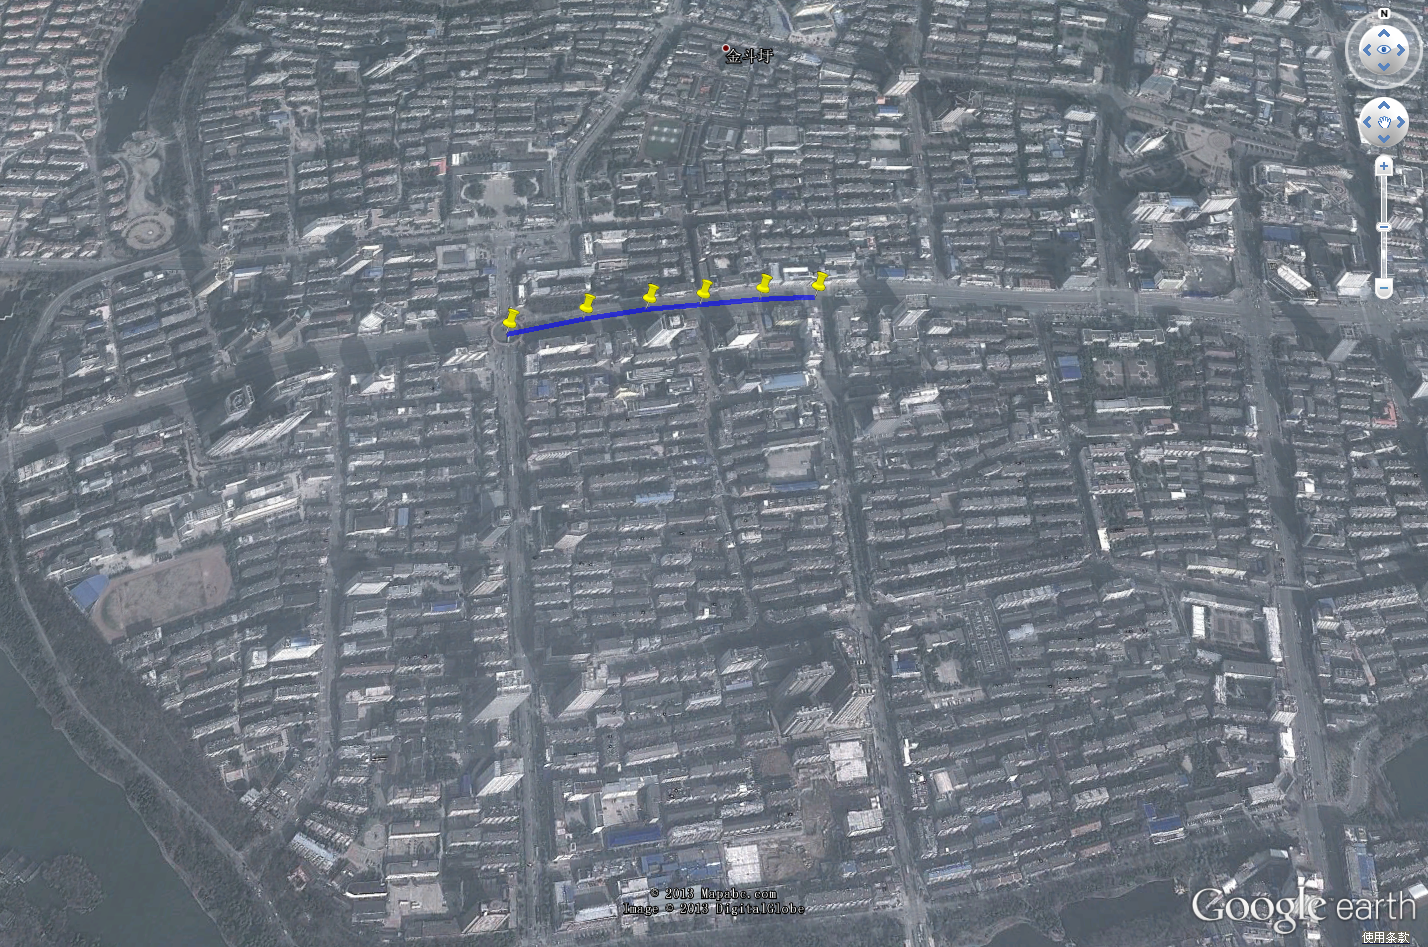 N
金斗圩
© 2013 Mapabc.com
Image © 2013 DigitalGlobe
Google earth
使用条款